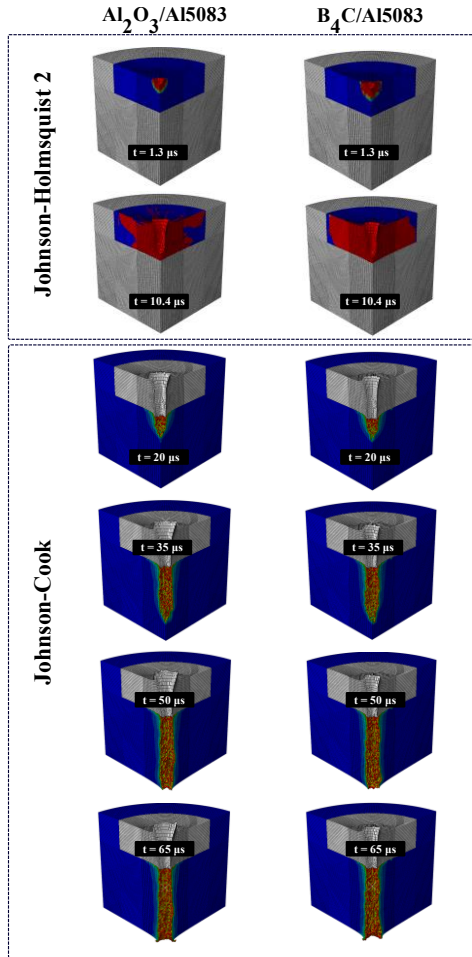 Al2O3/Al5083 B4C/Al5083
Johnson-Holmsquist 2
t = 1.3 µs t = 1.3 µs
t = 10.4 µs t = 10.4 µs
Johnson-Cook
t = 20 µs t = 20 µs
t = 35 µs t = 35 µs
t = 50 µs t = 50 µs
t = 65 µs t = 65 µs